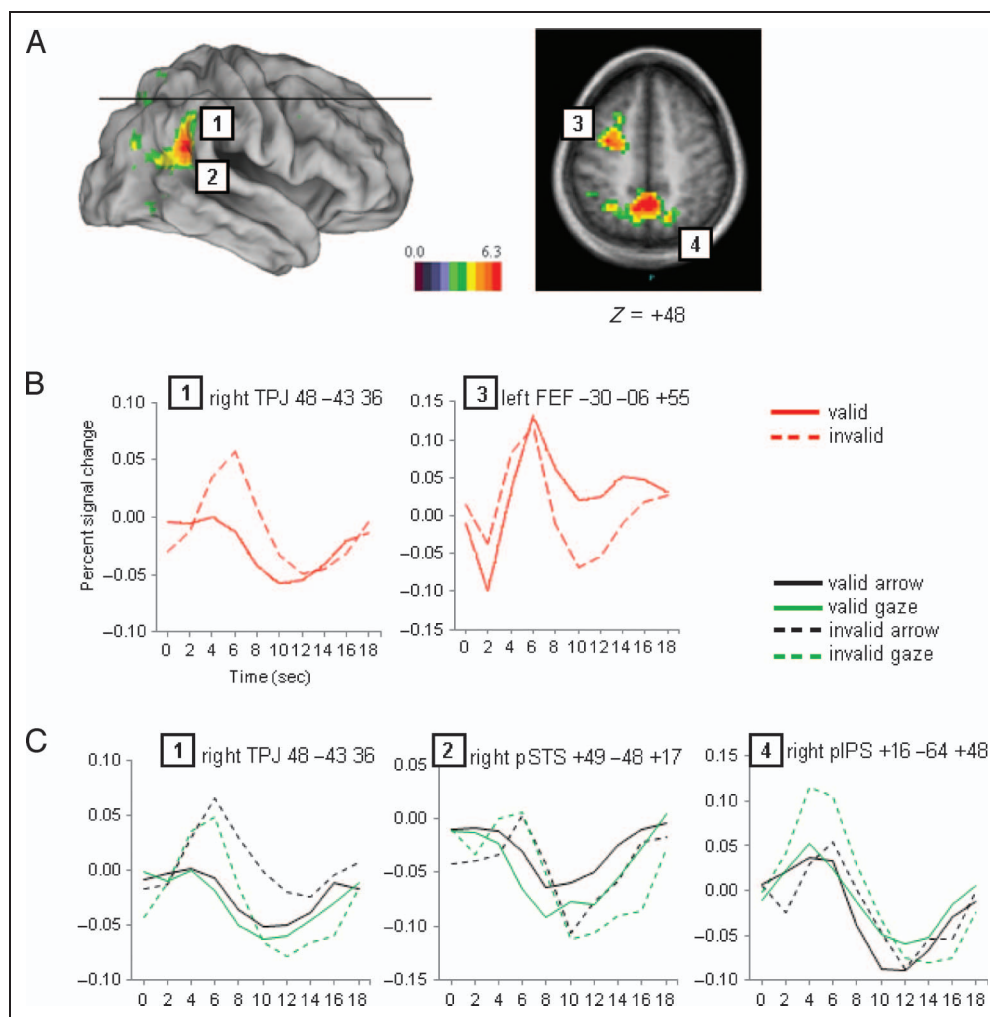 A
1
2
3
4
0.0 6.3
Z = +48
B
1 right TPJ 48 –43 36
3 left FEF –30 –06 +55
Percent signal change
0.10
0.05
0.00
–0.05
–0.10
0 2 4 6 8 10 12 14 16 18
Time (sec)
0.15
0.10
0.05
0.00
–0.05
–0.10
–0.15
0 2 4 6 8 10 12 14 16 18
valid
invalid
valid arrow
valid gaze
invalid arrow
invalid gaze
C
1 right TPJ 48 –43 36
0.10
0.05
0.00
–0.05
–0.10
0 2 4 6 8 10 12 14 16 18
2 right pSTS +49 –48 +17
0.05
0.00
–0.05
–0.10
–0.15
0 2 4 6 8 10 12 14 16 18
4 right pIPS +16 –64 +48
0.15
0.10
0.05
0.00
–0.05
–0.10
0 2 4 6 8 10 12 14 16 18